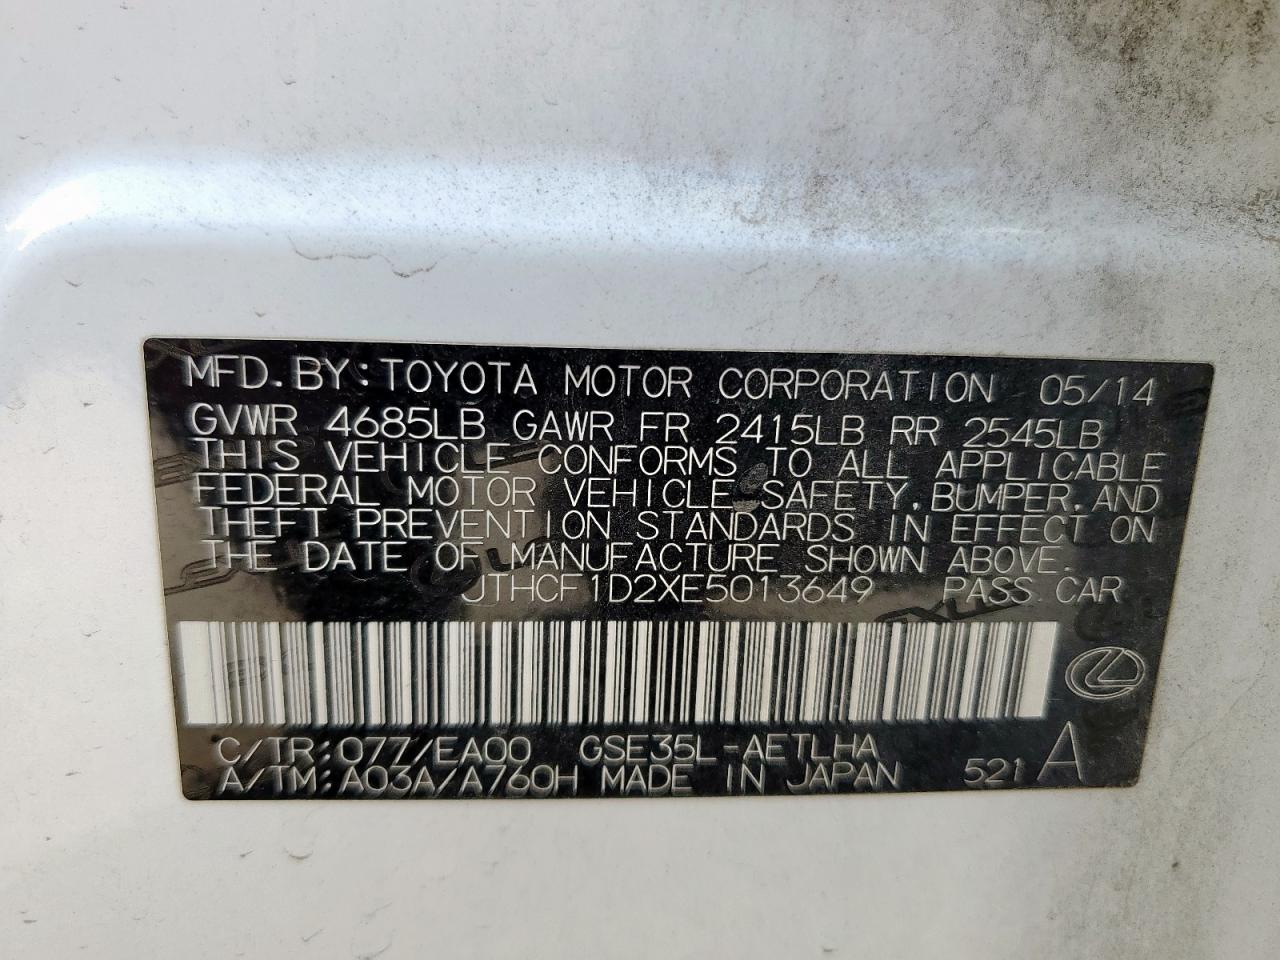 MFD. BY: TOYOTA MOTOR CORPORATION 05/14
GVWR 4685LB GAWR FR 2415LB RR 2545LB
THIS VEHICLE CONFORMS TO ALL APPLICABLE
FEDERAL MOTOR VEHICLE SAFETY, BUMPER, AND
THEFT PREVENTION STANDARDS IN EFFECT ON
THE DATE OF MANUFACTURE SHOWN ABOVE.
JTHCF1D2XE5013649 PASS. CAR
C/TR: 077/EA00 GSE35L-AETLHA
A/TM: A03A/A760H MADE IN JAPAN 521 A